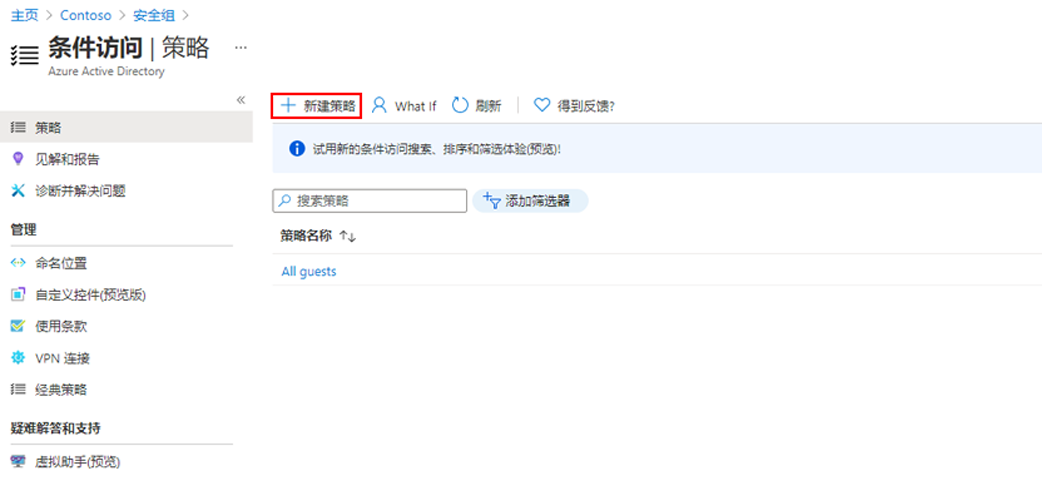 主页 > Contoso > 安全组 >
条件访问 | 策略 ...
Azure Active Directory
«
新建策略 What If 刷新 得到反馈?
策略
见解和报告
诊断并解决问题
试用新的条件访问搜索、排序和筛选体验(预览)!
搜索策略 添加筛选器
管理
策略名称 ↑↓
命名位置
All guests
自定义控件(预览版)
使用条款
VPN 连接
经典策略
疑难解答和支持
虚拟助手(预览)